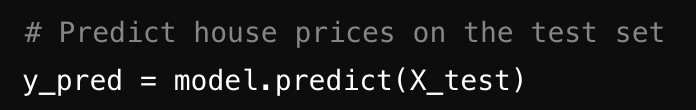 # Predict house prices on the test set
y_pred = model.predict(X_test)